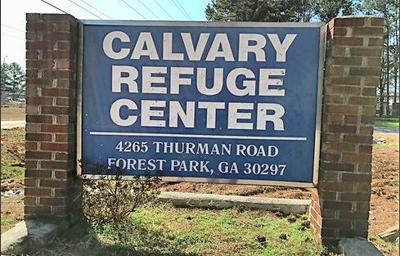 CALVARY
REFUGE
CENTER
4265 THURMAN ROAD
FOREST PARK, GA 30297